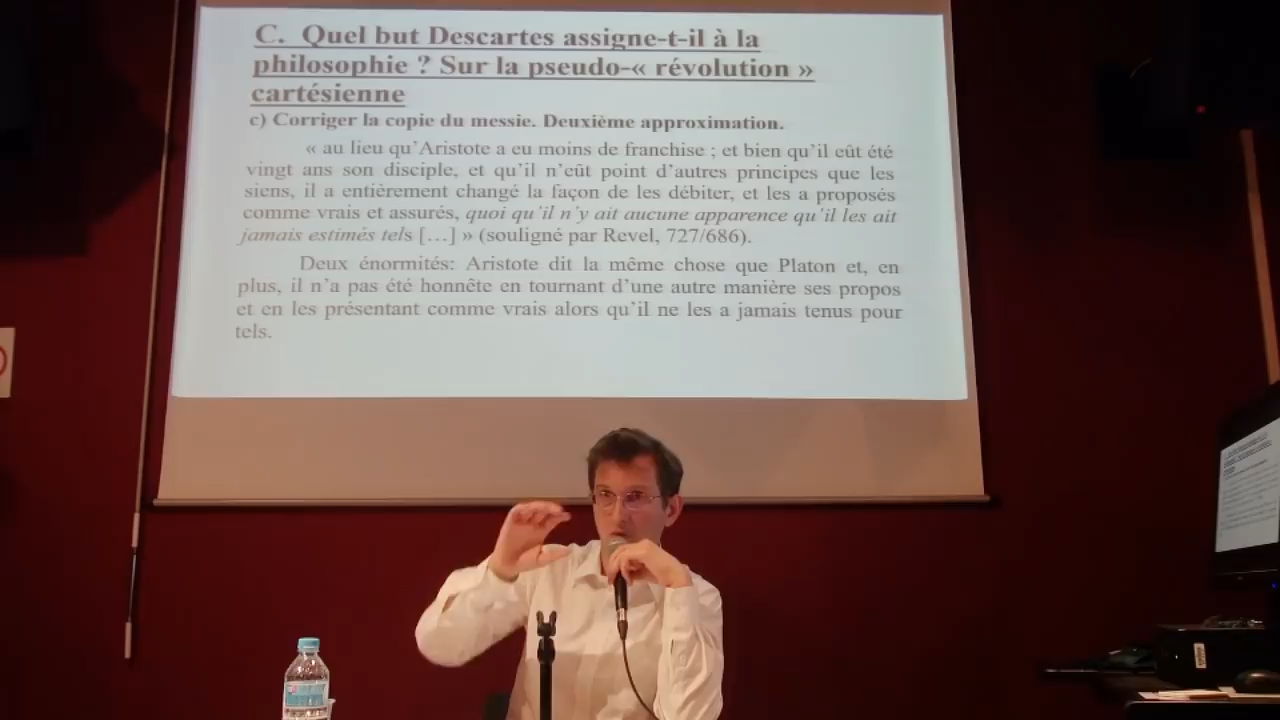 C. Quel but Descartes assigne-t-il à la
philosophie ? Sur la pseudo-« révolution »
cartésienne
c) Corriger la copie du messie. Deuxième approximation.
« au lieu qu'Aristote a eu moins de franchise ; et bien qu'il eût été
vingt ans son disciple, et qu'il n'eût point d'autres principes que les
siens, il a entièrement changé la façon de les débiter, et les a proposés
comme vrais et assurés, quoi qu'il n'y ait aucune apparence qu'il les ait
jamais estimés tels […] » (souligné par Revel, 727/686).
Deux énormités: Aristote dit la même chose que Platon et, en
plus, il n'a pas été honnête en tournant d'une autre manière ses propos
et en les présentant comme vrais alors qu'il ne les a jamais tenus pour
tels.